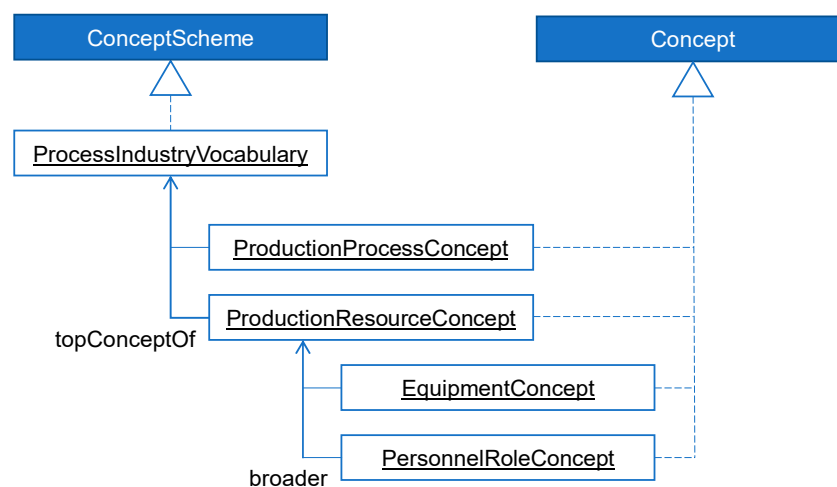 ConceptScheme
Concept
ProcessIndustryVocabulary
ProductionProcessConcept
ProductionResourceConcept
topConceptOf
EquipmentConcept
PersonnelRoleConcept
broader